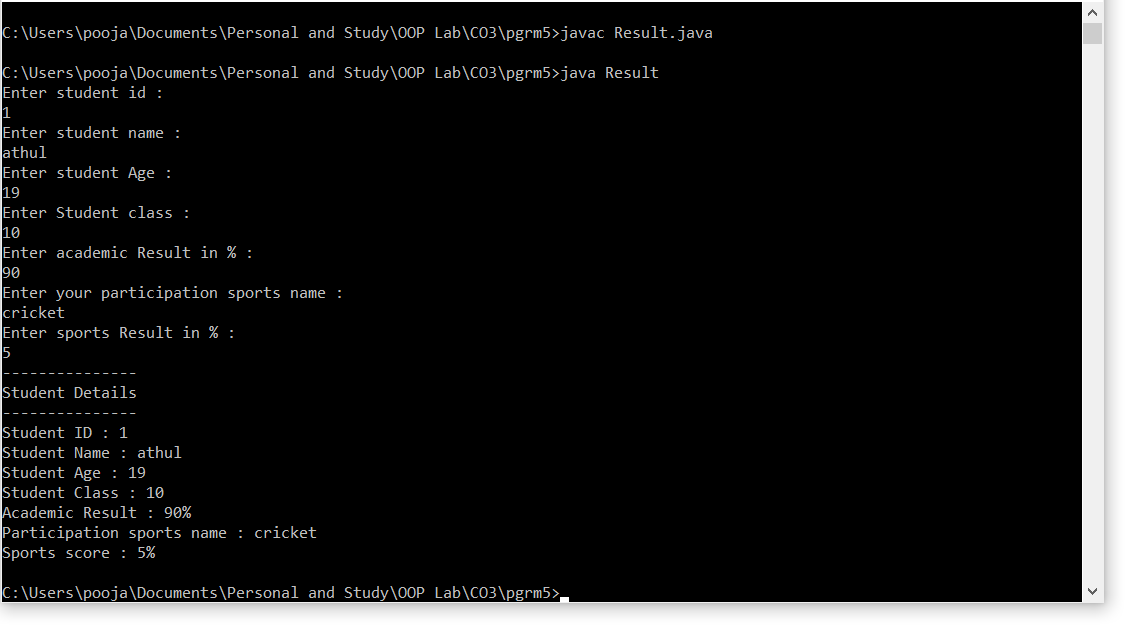 C:\Users\pooja\Documents\Personal and Study\OOP Lab\CO3\pgrm5>javac Result.java
C:\Users\pooja\Documents\Personal and Study\OOP Lab\CO3\pgrm5>java Result
Enter student id :
1
Enter student name :
athul
Enter student Age :
19
Enter Student class :
10
Enter academic Result in % :
90
Enter your participation sports name :
cricket
Enter sports Result in % :
5
---------------
Student Details
---------------
Student ID : 1
Student Name : athul
Student Age : 19
Student Class : 10
Academic Result : 90%
Participation sports name : cricket
Sports score : 5%
C:\Users\pooja\Documents\Personal and Study\OOP Lab\CO3\pgrm5>